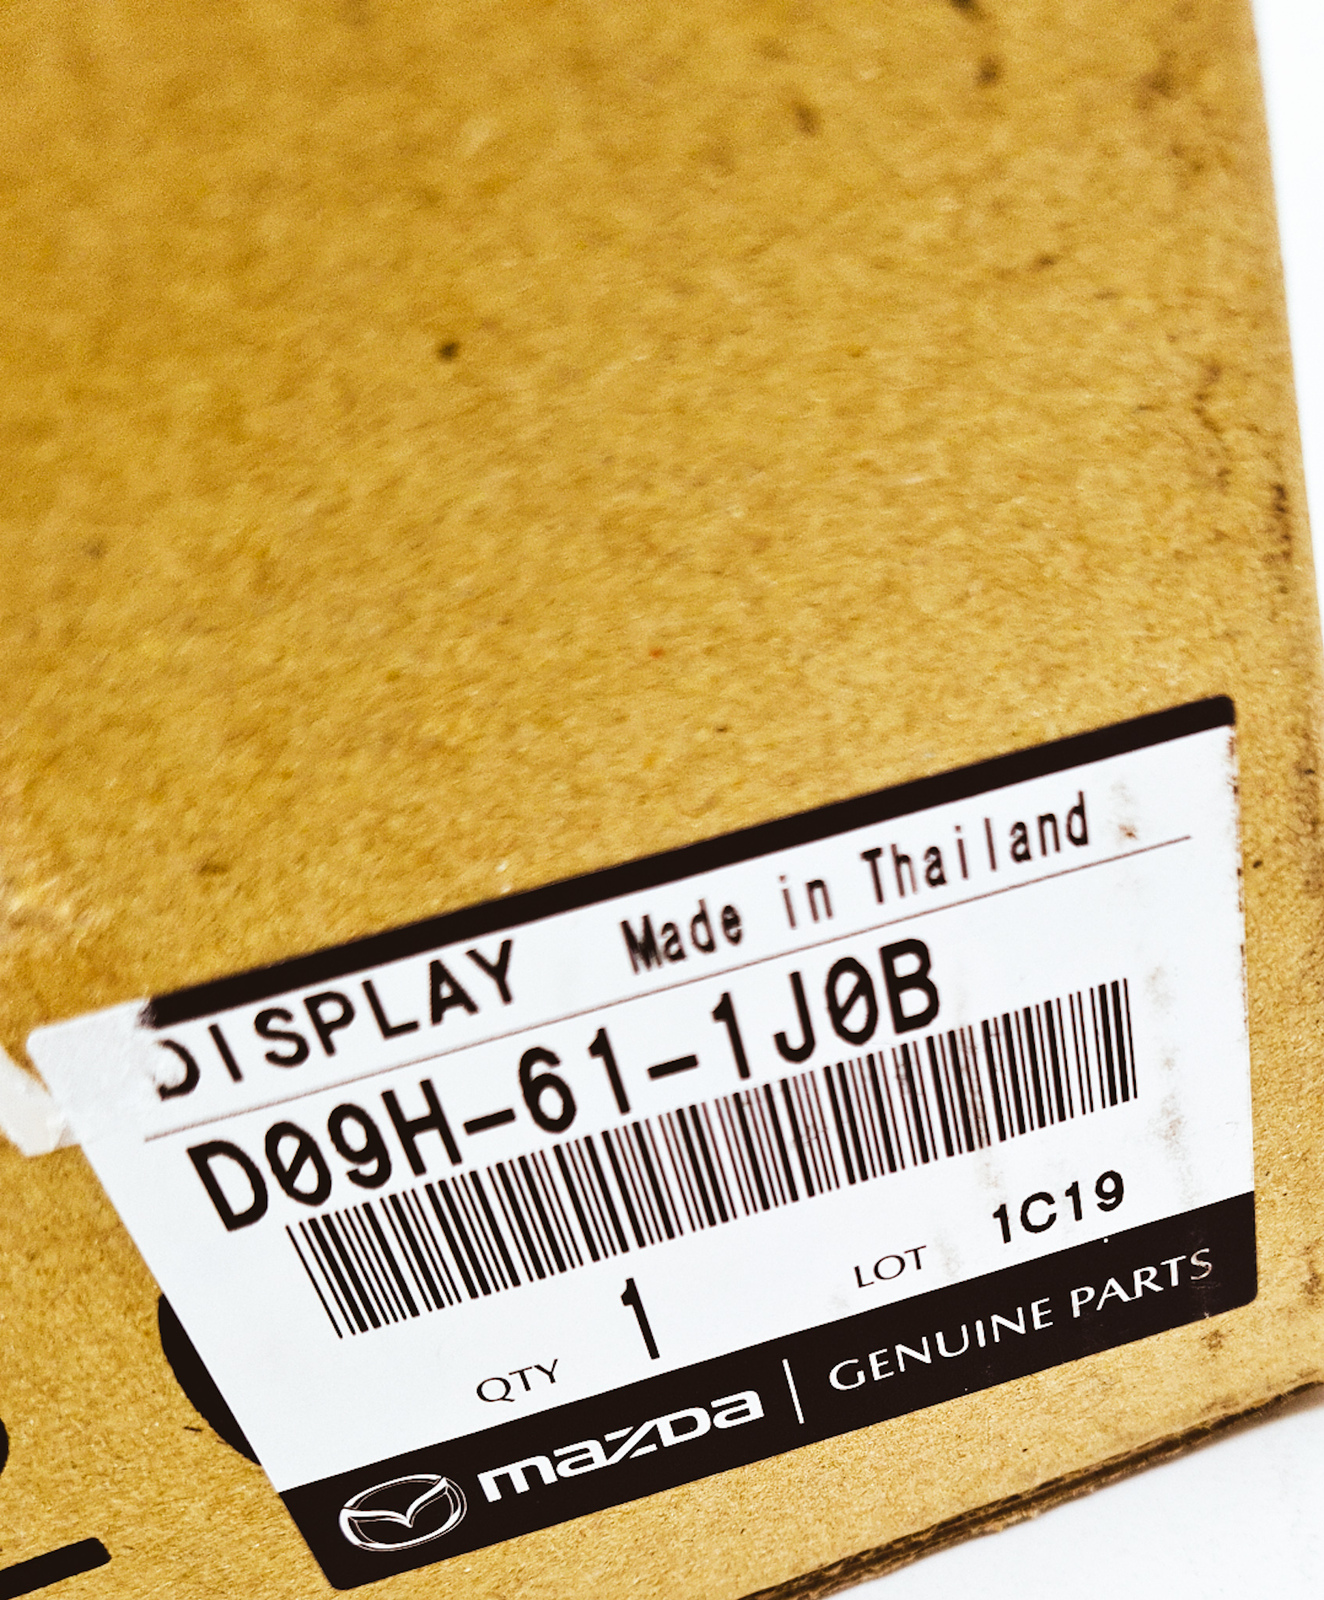 DISPLAY Made in Thailand
D09H-61-1J0B
QTY 1 LOT 1C19
mazda | GENUINE PARTS